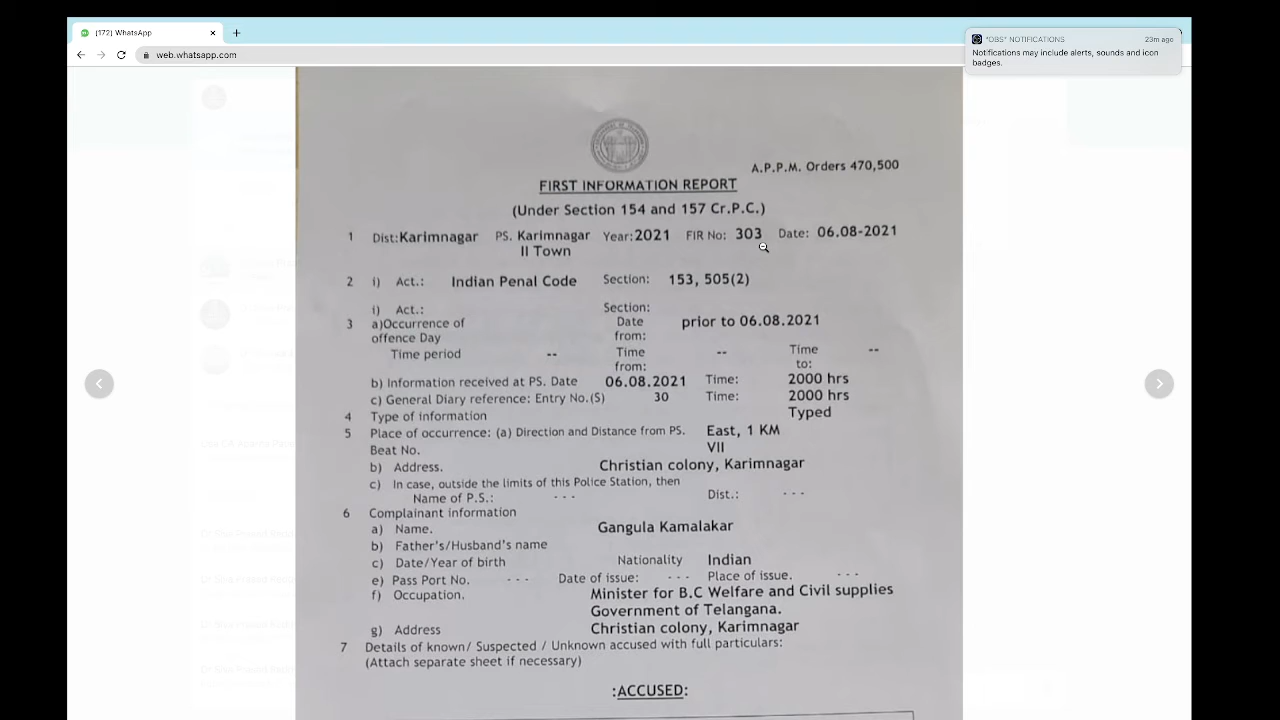 (172) WhatsApp
web.whatsapp.com
"OBS" NOTIFICATIONS 23m ago
Notifications may include alerts, sounds and icon
badges.
A.P.P.M. Orders 470,500
FIRST INFORMATION REPORT
(Under Section 154 and 157 Cr.P.C.)
1 Dist:Karimnagar PS. Karimnagar Year:2021 FIR No: 303 Date: 06.08-2021
II Town
2 i) Act.: Indian Penal Code Section: 153, 505(2)
i) Act.: Section:
3 a)Occurrence of Date prior to 06.08.2021
offence Day from:
Time period -- Time -- Time --
from: to:
b) Information received at PS. Date 06.08.2021 Time: 2000 hrs
c) General Diary reference: Entry No.(S) 30 Time: 2000 hrs
4 Type of information Typed
5 Place of occurrence: (a) Direction and Distance from PS. East, 1 KM
Beat No. VII
b) Address. Christian colony, Karimnagar
c) In case, outside the limits of this Police Station, then
Name of P.S.: - - - Dist.: - - -
6 Complainant information
a) Name. Gangula Kamalakar
b) Father's/Husband's name
c) Date/Year of birth Nationality Indian
e) Pass Port No. - - - Date of issue: - - - Place of issue. - - -
f) Occupation. Minister for B.C Welfare and Civil supplies
Government of Telangana.
g) Address Christian colony, Karimnagar
7 Details of known/ Suspected / Unknown accused with full particulars:
(Attach separate sheet if necessary)
:ACCUSED: